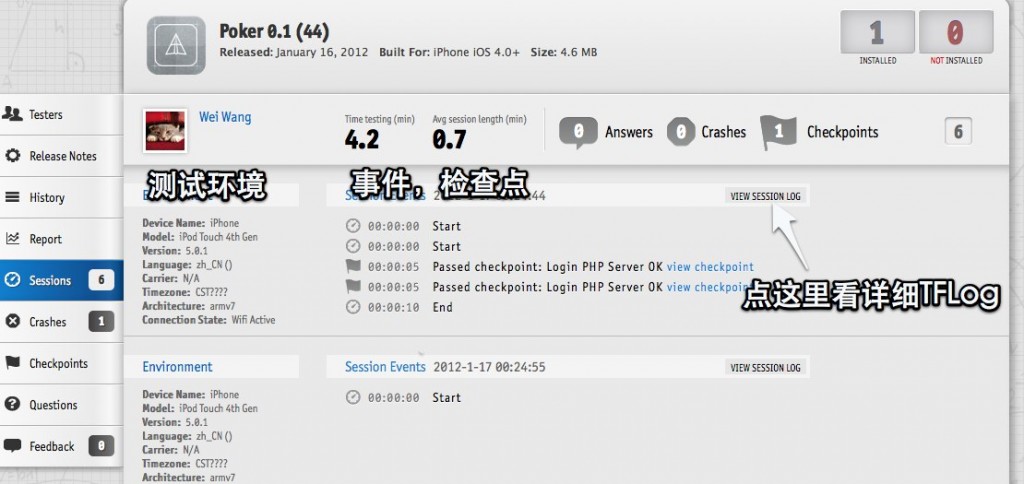 Poker 0.1 (44)
Released: January 16, 2012 Built For: iPhone iOS 4.0+ Size: 4.6 MB
1
INSTALLED
0
NOT INSTALLED
Testers
Release Notes
History
Report
Sessions 6
Crashes 1
Checkpoints
Questions
Feedback 0
Wei Wang
Time testing (min)
4.2
Avg session length (min)
0.7
0 Answers
0 Crashes
1 Checkpoints
6
测试环境
事件，检查点
VIEW SESSION LOG
Device Name: iPhone
Model: iPod Touch 4th Gen
Version: 5.0.1
Language: zh_CN ()
Carrier: N/A
Timezone: CST????
Architecture: armv7
Connection State: Wifi Active
00:00:00 Start
00:00:00 Start
00:00:05 Passed checkpoint: Login PHP Server OK view checkpoint
00:00:05 Passed checkpoint: Login PHP Server OK view checkpoint
00:00:10 End
点这里看详细TFLog
Environment
Session Events 2012-1-17 00:24:55
VIEW SESSION LOG
Device Name: iPhone
Model: iPod Touch 4th Gen
Version: 5.0.1
Language: zh_CN ()
Carrier: N/A
Timezone: CST????
Architecture: armv7
00:00:00 Start